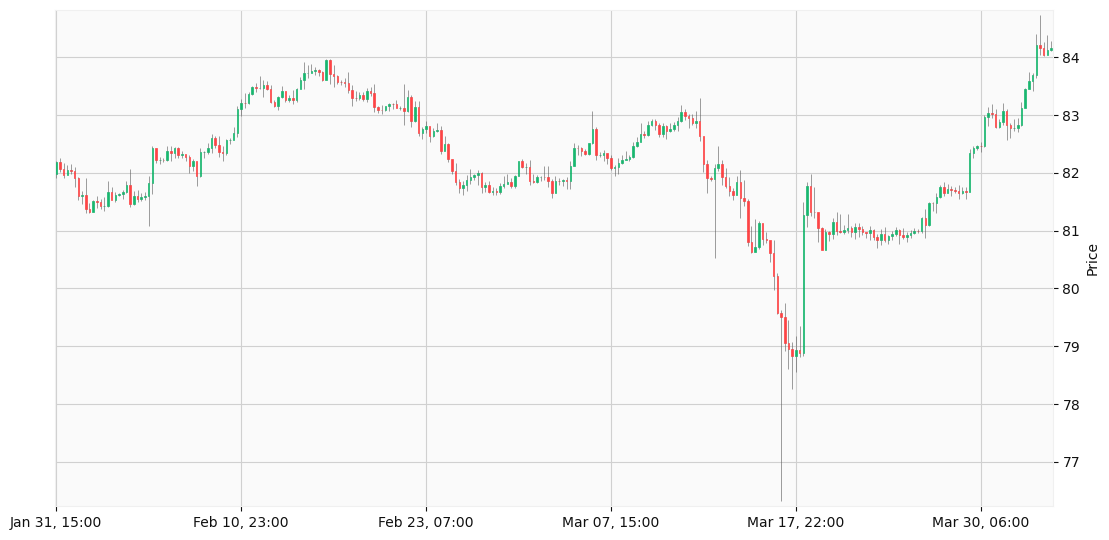 84
83
82
81
80
79
78
77
Price
Jan 31, 15:00
Feb 10, 23:00
Feb 23, 07:00
Mar 07, 15:00
Mar 17, 22:00
Mar 30, 06:00